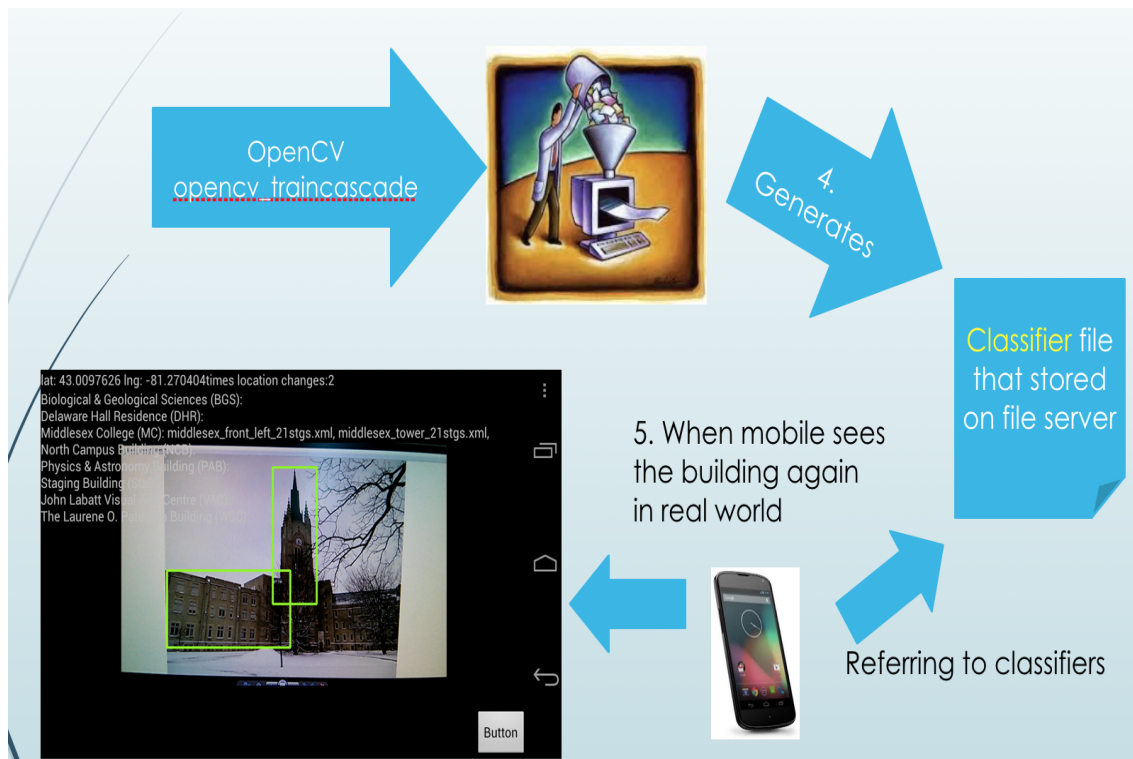 OpenCV
opencv_traincascade
4.
Generates
Classifier file
that stored
on file server
lat: 43.0097626 lng: -81.270404times location changes:2
Biological & Geological Sciences (BGS):
Delaware Hall Residence (DHR):
Middlesex College (MC): middlesex_front_left_21stgs.xml, middlesex_tower_21stgs.xml,
North Campus Building (NCB):
Physics & Astronomy Building (PAB):
Staging Building
John Labatt Visual Centre
The Laurene O. Building
Button
5. When mobile sees
the building again
in real world
Referring to classifiers